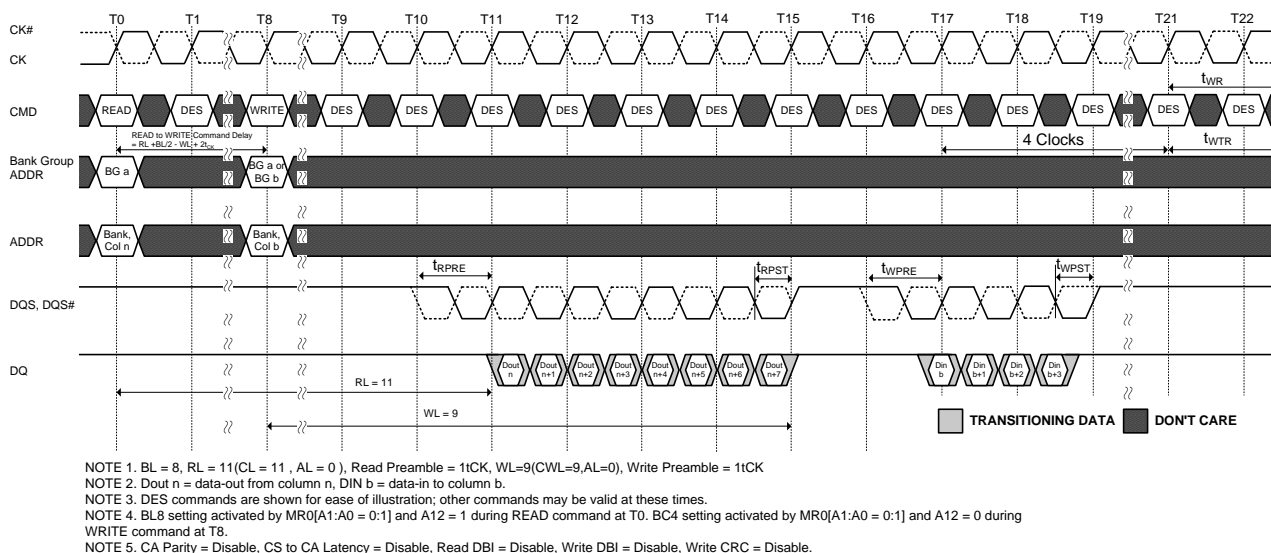 T0 T1 T8 T9 T10 T11 T12 T13 T14 T15 T16 T17 T18 T19 T21 T22
CK#
CK
tWR
CMD READ DES WRITE DES DES DES DES DES DES DES DES DES DES DES DES DES
READ to WRITE Command Delay
= RL +BL/2 - WL + 2tCK
4 Clocks
tWTR
Bank Group
ADDR
BG a
BG a or
BG b
ADDR
Bank,
Col n
Bank,
Col b
tRPRE tRPST tWPRE tWPST
DQS, DQS#
DQ
Dout
n
Dout
n+1
Dout
n+2
Dout
n+3
Dout
n+4
Dout
n+5
Dout
n+6
Dout
n+7
Din
b
Din
b+1
Din
b+2
Din
b+3
RL = 11
WL = 9
TRANSITIONING DATA DON'T CARE
NOTE 1. BL = 8, RL = 11(CL = 11 , AL = 0 ), Read Preamble = 1tCK, WL=9(CWL=9,AL=0), Write Preamble = 1tCK
NOTE 2. Dout n = data-out from column n, DIN b = data-in to column b.
NOTE 3. DES commands are shown for ease of illustration; other commands may be valid at these times.
NOTE 4. BL8 setting activated by MR0[A1:A0 = 0:1] and A12 = 1 during READ command at T0. BC4 setting activated by MR0[A1:A0 = 0:1] and A12 = 0 during
WRITE command at T8.
NOTE 5. CA Parity = Disable, CS to CA Latency = Disable, Read DBI = Disable, Write DBI = Disable, Write CRC = Disable.